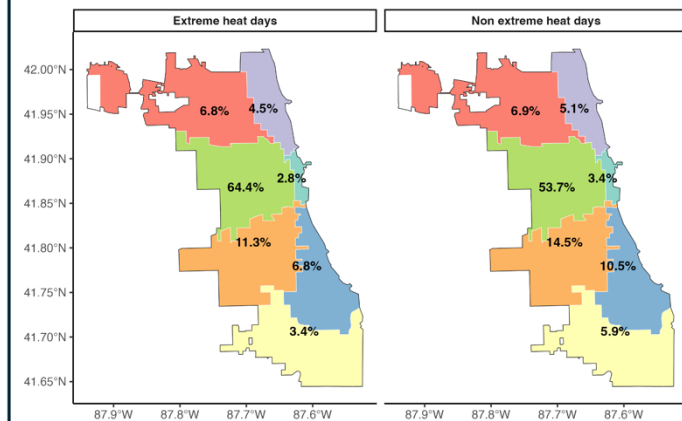 Extreme heat days
Non extreme heat days
42.00°N
41.95°N
41.90°N
41.85°N
41.80°N
41.75°N
41.70°N
41.65°N
6.8%
4.5%
2.8%
64.4%
11.3%
6.8%
3.4%
6.9%
5.1%
3.4%
53.7%
14.5%
10.5%
5.9%
87.9°W 87.8°W 87.7°W 87.6°W
87.9°W 87.8°W 87.7°W 87.6°W